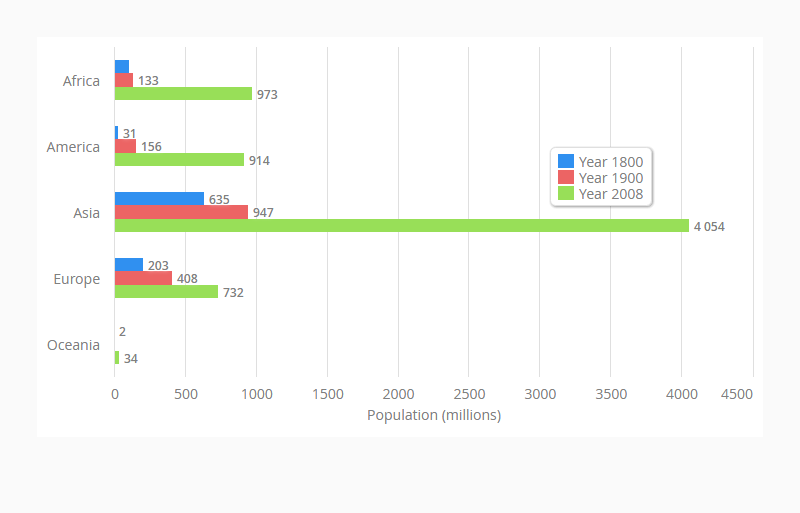 Africa
133
973
31
America
156
914
Year 1800
Year 1900
Year 2008
635
Asia
947
4 054
203
Europe
408
732
2
Oceania
34
0 500 1000 1500 2000 2500 3000 3500 4000 4500
Population (millions)